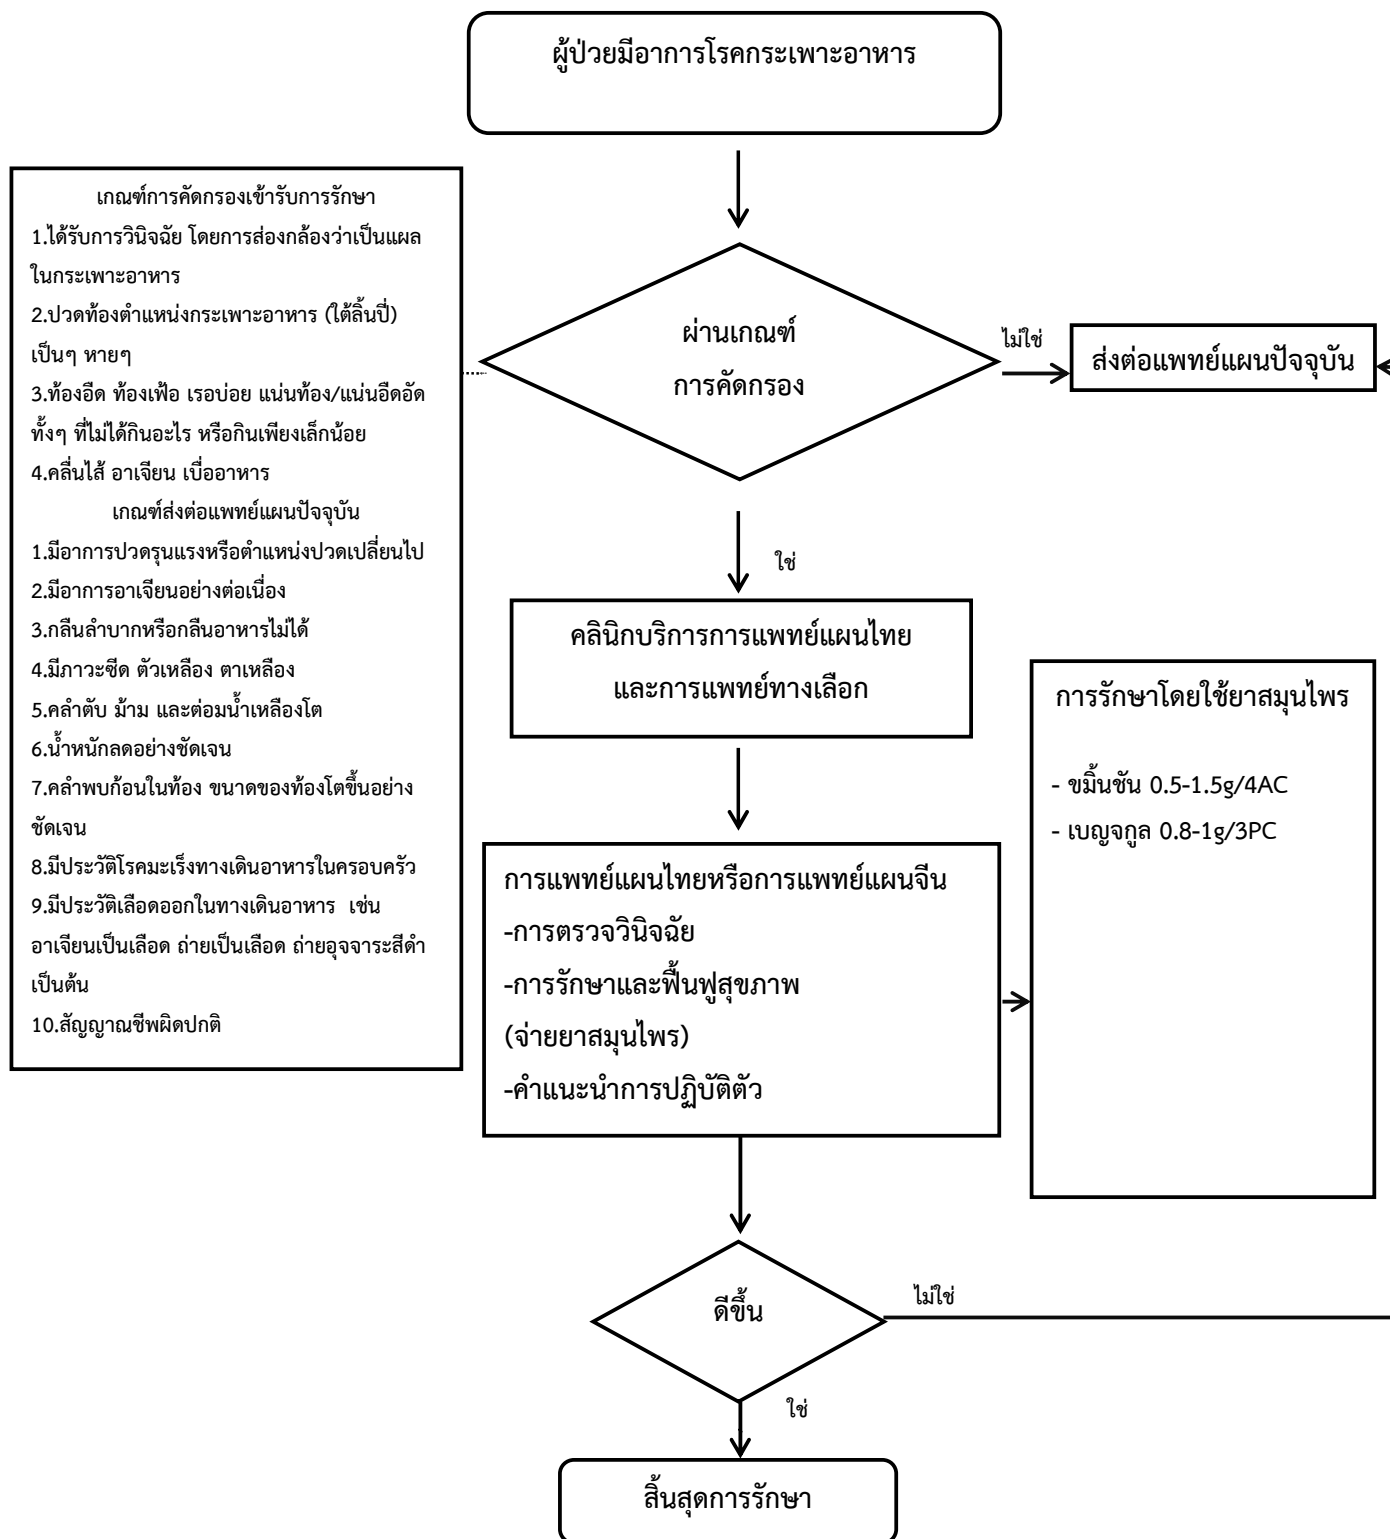 ผู้ป่วยมีอาการโรคกระเพาะอาหาร
เกณฑ์การคัดกรองเข้ารับการรักษา
1.ได้รับการวินิจฉัย โดยการส่องกล้องว่าเป็นแผล
ในกระเพาะอาหาร
2.ปวดท้องตำแหน่งกระเพาะอาหาร (ใต้ลิ้นปี่)
เป็นๆ หายๆ
3.ท้องอืด ท้องเฟ้อ เรอบ่อย แน่นท้อง/แน่นอืดอัด
ทั้งๆ ที่ไม่ได้กินอะไร หรือกินเพียงเล็กน้อย
4.คลื่นไส้ อาเจียน เบื่ออาหาร
เกณฑ์ส่งต่อแพทย์แผนปัจจุบัน
1.มีอาการปวดรุนแรงหรือตำแหน่งปวดเปลี่ยนไป
2.มีอาการอาเจียนอย่างต่อเนื่อง
3.กลืนลำบากหรือกลืนอาหารไม่ได้
4.มีภาวะซีด ตัวเหลือง ตาเหลือง
5.คลำตับ ม้าม และต่อมน้ำเหลืองโต
6.น้ำหนักลดอย่างชัดเจน
7.คลำพบก้อนในท้อง ขนาดของท้องโตขึ้นอย่าง
ชัดเจน
8.มีประวัติโรคมะเร็งทางเดินอาหารในครอบครัว
9.มีประวัติเลือดออกในทางเดินอาหาร เช่น
อาเจียนเป็นเลือด ถ่ายเป็นเลือด ถ่ายอุจจาระสีดำ
เป็นต้น
10.สัญญาณชีพผิดปกติ
ผ่านเกณฑ์
การคัดกรอง
ไม่ใช่
ส่งต่อแพทย์แผนปัจจุบัน
ใช่
คลินิกบริการการแพทย์แผนไทย
และการแพทย์ทางเลือก
การแพทย์แผนไทยหรือการแพทย์แผนจีน
-การตรวจวินิจฉัย
-การรักษาและฟื้นฟูสุขภาพ
(จ่ายยาสมุนไพร)
-คำแนะนำการปฏิบัติตัว
การรักษาโดยใช้ยาสมุนไพร
- ขมิ้นชัน 0.5-1.5g/4AC
- เบญจกูล 0.8-1g/3PC
ดีขึ้น
ไม่ใช่
ใช่
สิ้นสุดการรักษา